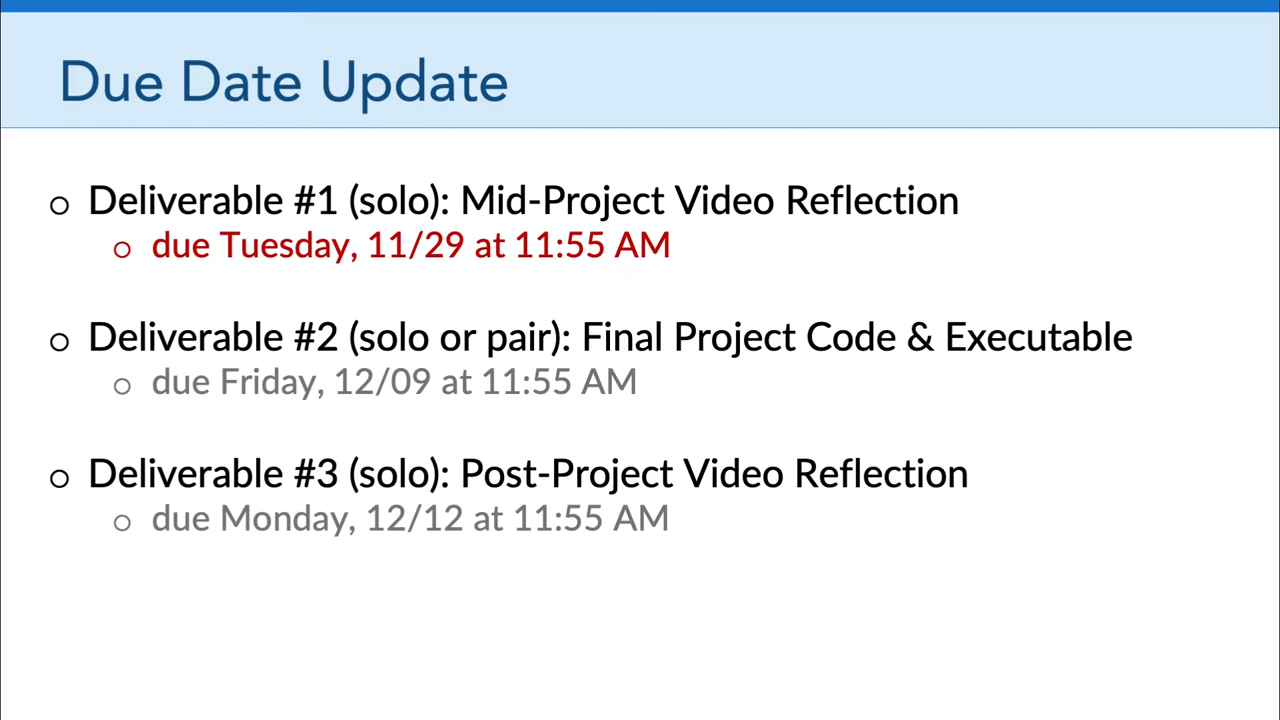 Due Date Update
Deliverable #1 (solo): Mid-Project Video Reflection
due Tuesday, 11/29 at 11:55 AM
Deliverable #2 (solo or pair): Final Project Code & Executable
due Friday, 12/09 at 11:55 AM
Deliverable #3 (solo): Post-Project Video Reflection
due Monday, 12/12 at 11:55 AM